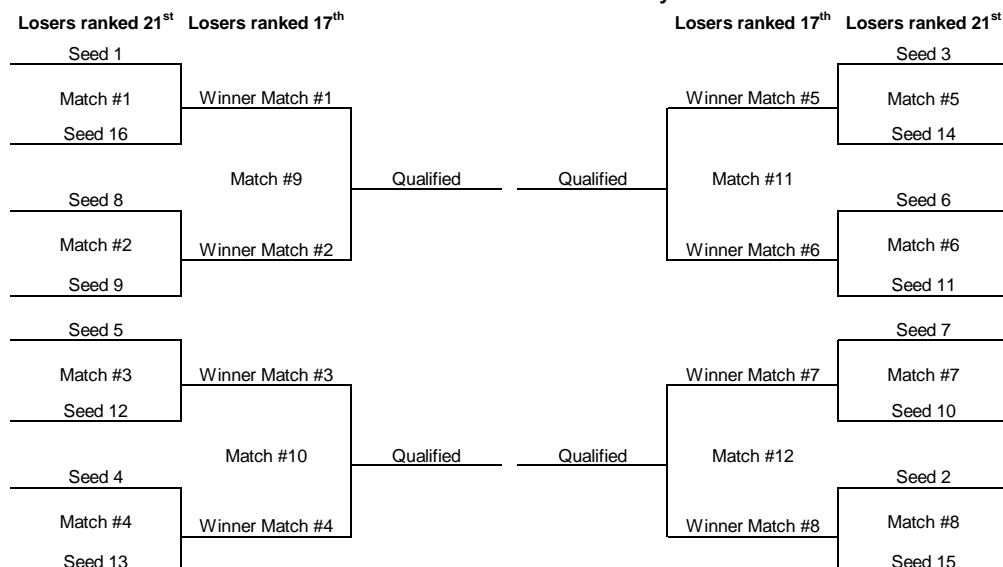 Losers ranked 21st Losers ranked 17th Losers ranked 17th Losers ranked 21st
Seed 1 Seed 3
Match #1 Winner Match #1 Winner Match #5 Match #5
Seed 16 Seed 14
Match #9 Qualified Qualified Match #11
Seed 8 Seed 6
Match #2 Winner Match #2 Winner Match #6 Match #6
Seed 9 Seed 11
Seed 5 Seed 7
Match #3 Winner Match #3 Winner Match #7 Match #7
Seed 12 Seed 10
Match #10 Qualified Qualified Match #12
Seed 4 Seed 2
Match #4 Winner Match #4 Winner Match #8 Match #8
Seed 13 Seed 15